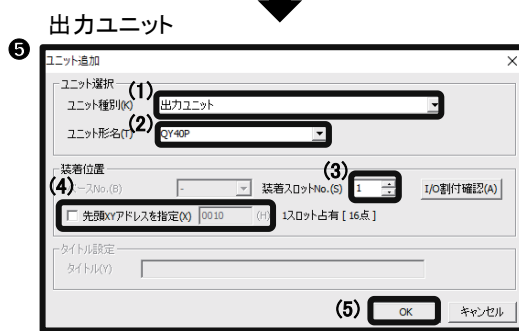 出力ユニット
❺
ユニット追加
ユニット選択
(1)
ユニット種別(K) 出力ユニット
(2)
ユニット形名(T) QY40P
装着位置
(3)
(4)
ースNo.(B) - 装着スロットNo.(S) 1 I/O割付確認(A)
先頭XYアドレスを指定(X) 0010 (H) 1スロット占有 [ 16点 ]
タイトル設定
タイトル(Y)
(5) OK キャンセル